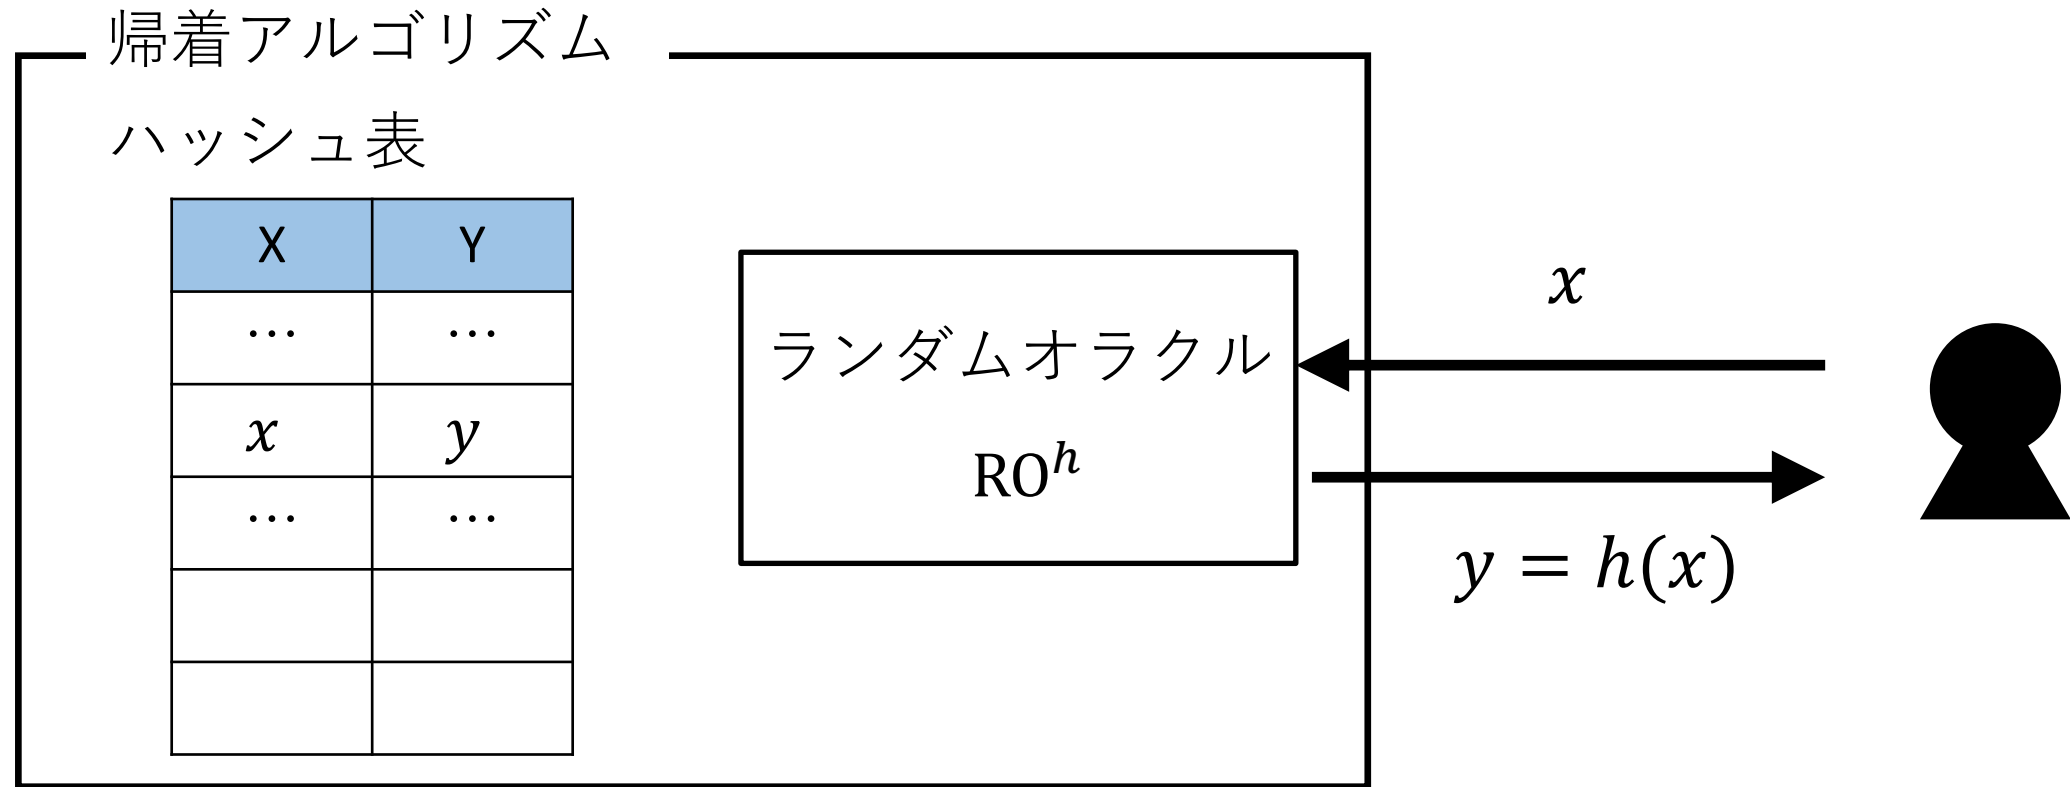 帰着アルゴリズム
ハッシュ表
X Y
… …
x y
… …
ランダムオラクル
RO^h
x
y = h(x)